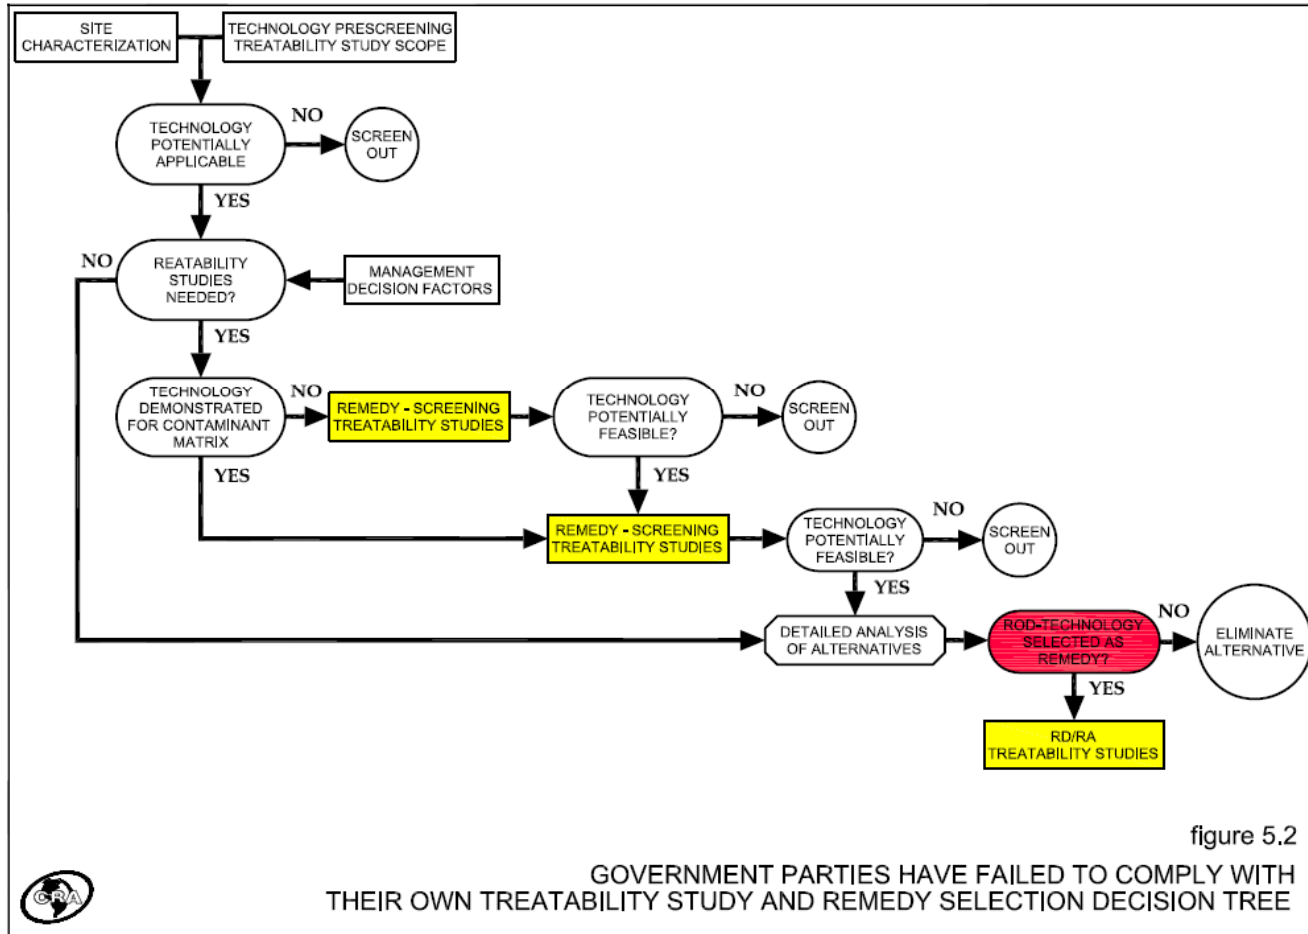 SITE
CHARACTERIZATION
TECHNOLOGY PRESCREENING
TREATABILITY STUDY SCOPE
TECHNOLOGY
POTENTIALLY
APPLICABLE
NO
SCREEN
OUT
YES
NO
REATABILITY
STUDIES
NEEDED?
MANAGEMENT
DECISION FACTORS
YES
TECHNOLOGY
DEMONSTRATED
FOR CONTAMINANT
MATRIX
NO
REMEDY - SCREENING
TREATABILITY STUDIES
TECHNOLOGY
POTENTIALLY
FEASIBLE?
NO
SCREEN
OUT
YES
YES
REMEDY - SCREENING
TREATABILITY STUDIES
TECHNOLOGY
POTENTIALLY
FEASIBLE?
NO
SCREEN
OUT
YES
DETAILED ANALYSIS
OF ALTERNATIVES
ROD-TECHNOLOGY
SELECTED AS
REMEDY?
NO
ELIMINATE
ALTERNATIVE
YES
RD/RA
TREATABILITY STUDIES
figure 5.2
GOVERNMENT PARTIES HAVE FAILED TO COMPLY WITH
THEIR OWN TREATABILITY STUDY AND REMEDY SELECTION DECISION TREE
CRA